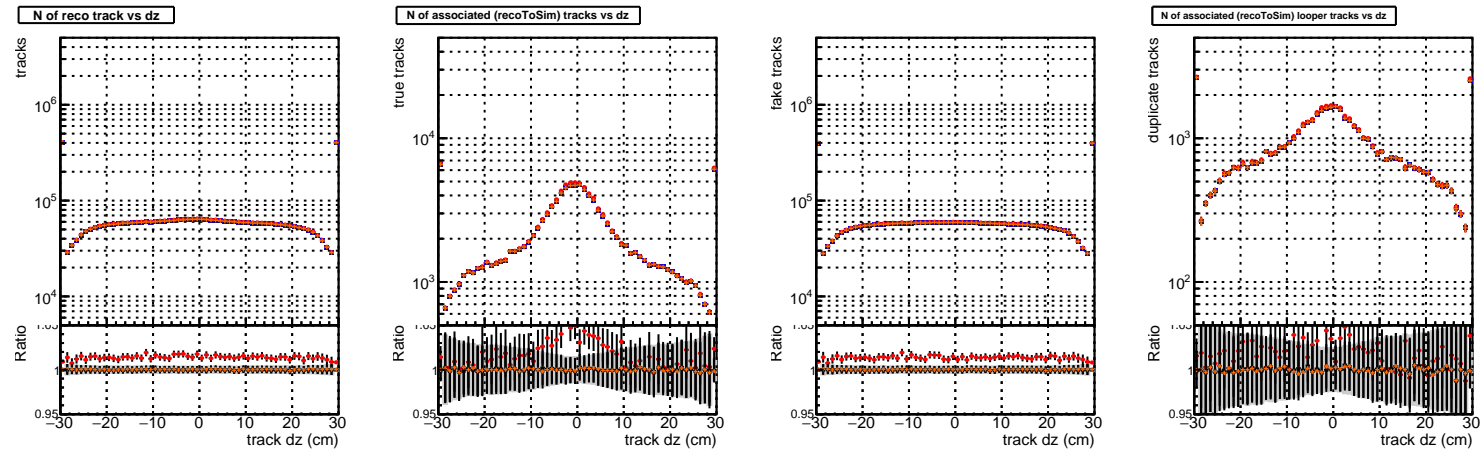 N of reco track vs dz
tracks
10^6
10^5
10^4
Ratio
1
0.95
−30 −20 −10 0 10 20 30
track dz (cm)
N of associated (recoToSim) tracks vs dz
true tracks
10^4
10^3
Ratio
1
0.95
−30 −20 −10 0 10 20 30
track dz (cm)
fake tracks
10^6
10^5
10^4
Ratio
1
0.95
−30 −20 −10 0 10 20 30
track dz (cm)
N of associated (recoToSim) looper tracks vs dz
duplicate tracks
10^3
10^2
Ratio
1
0.95
−30 −20 −10 0 10 20 30
track dz (cm)